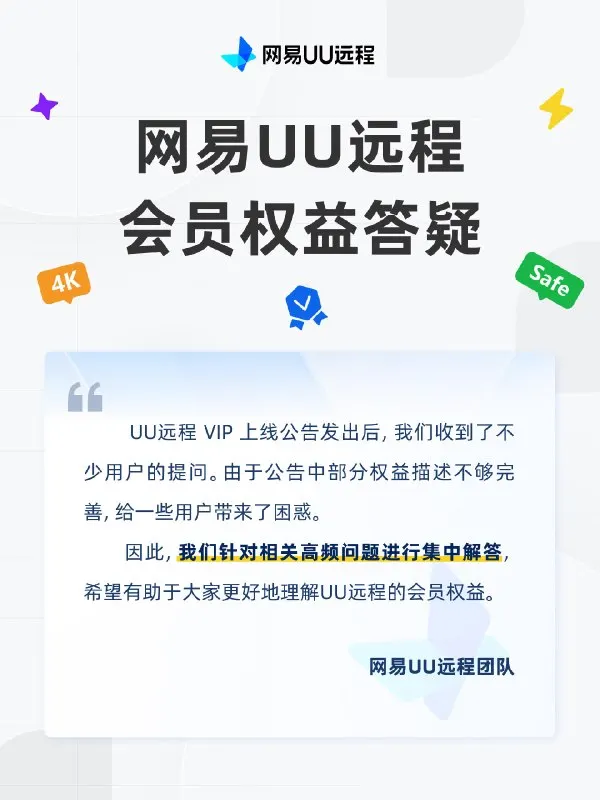 网易UU远程
网易UU远程
会员权益答疑
4K
Safe
UU远程 VIP 上线公告发出后, 我们收到了不
少用户的提问。由于公告中部分权益描述不够完
善, 给一些用户带来了困惑。
因此, 我们针对相关高频问题进行集中解答,
希望有助于大家更好地理解UU远程的会员权益。
网易UU远程团队